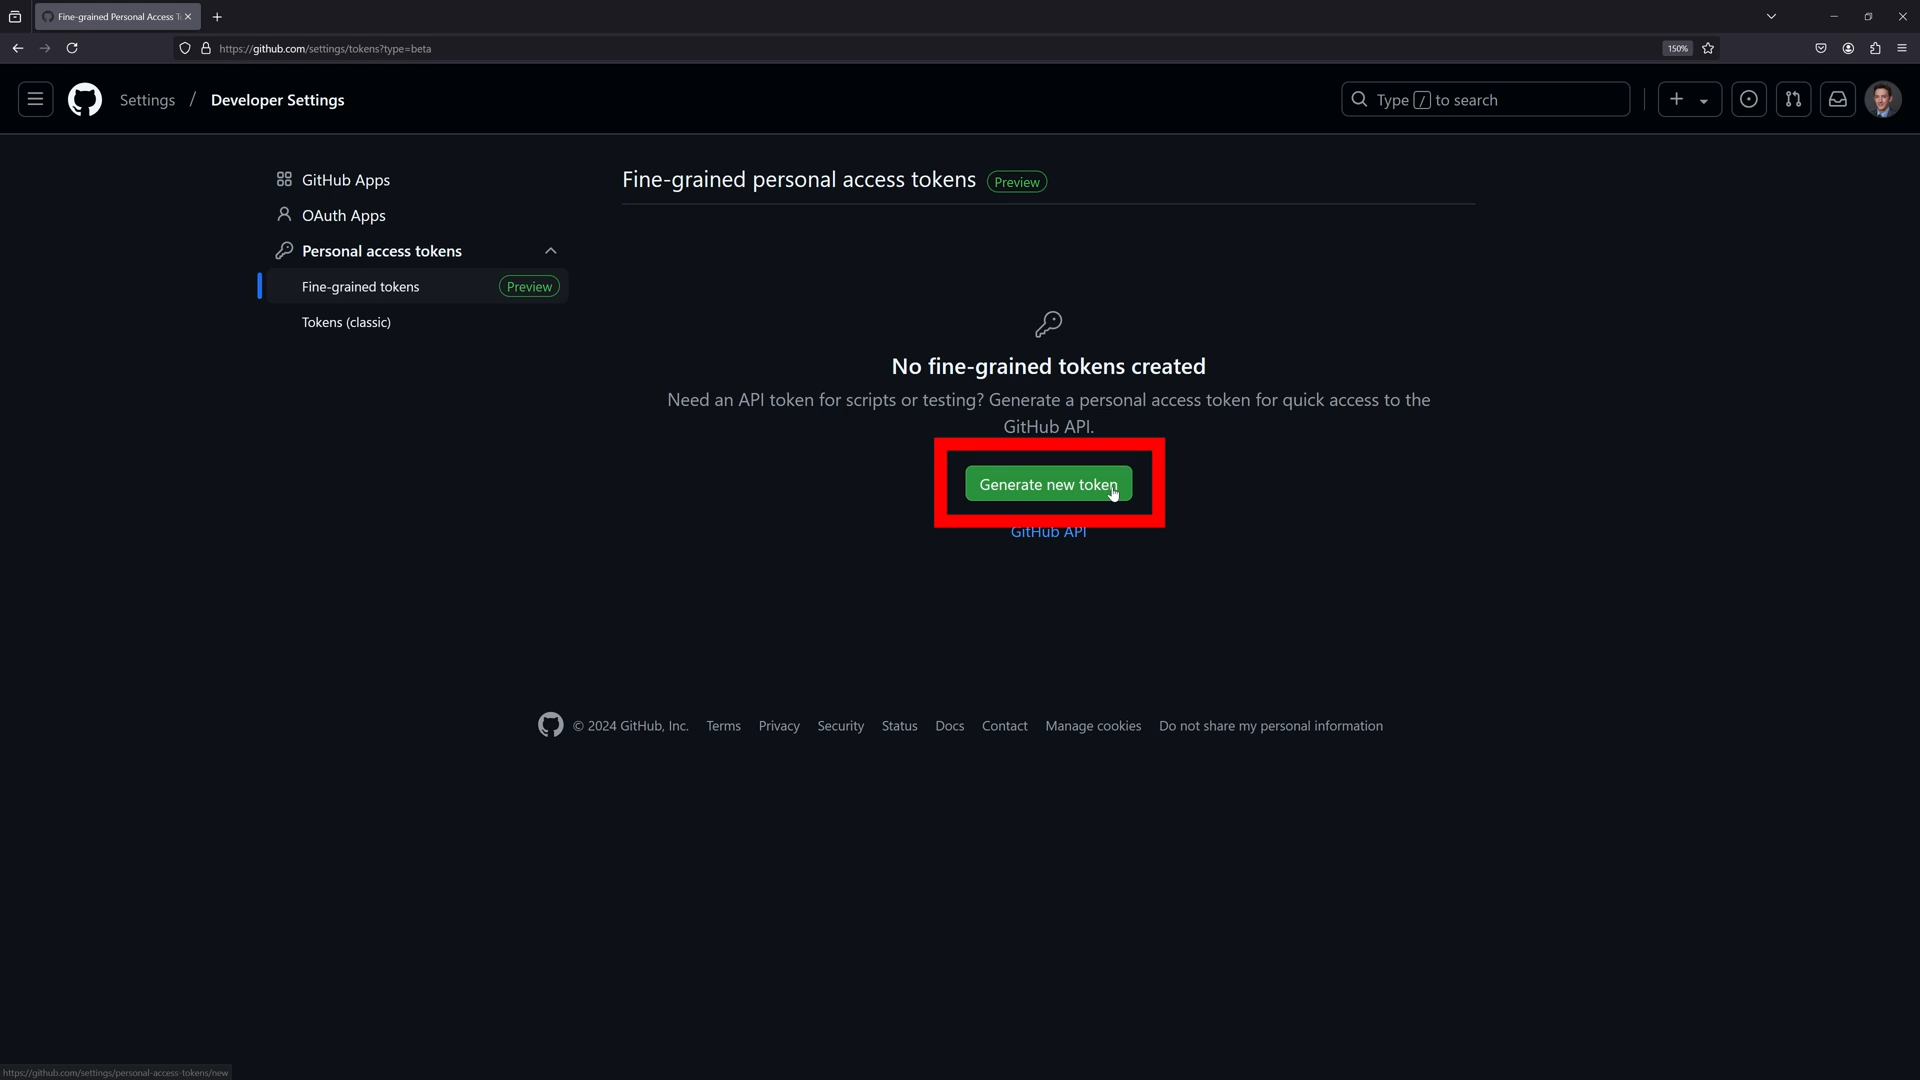 Fine-grained Personal Access T
https://github.com/settings/tokens?type=beta
150%
Settings / Developer Settings
Type / to search
GitHub Apps
OAuth Apps
Personal access tokens
Fine-grained tokens Preview
Tokens (classic)
Fine-grained personal access tokens Preview
No fine-grained tokens created
Need an API token for scripts or testing? Generate a personal access token for quick access to the
GitHub API.
Generate new token
GitHub API
© 2024 GitHub, Inc. Terms Privacy Security Status Docs Contact Manage cookies Do not share my personal information
https://github.com/settings/personal-access-tokens/new